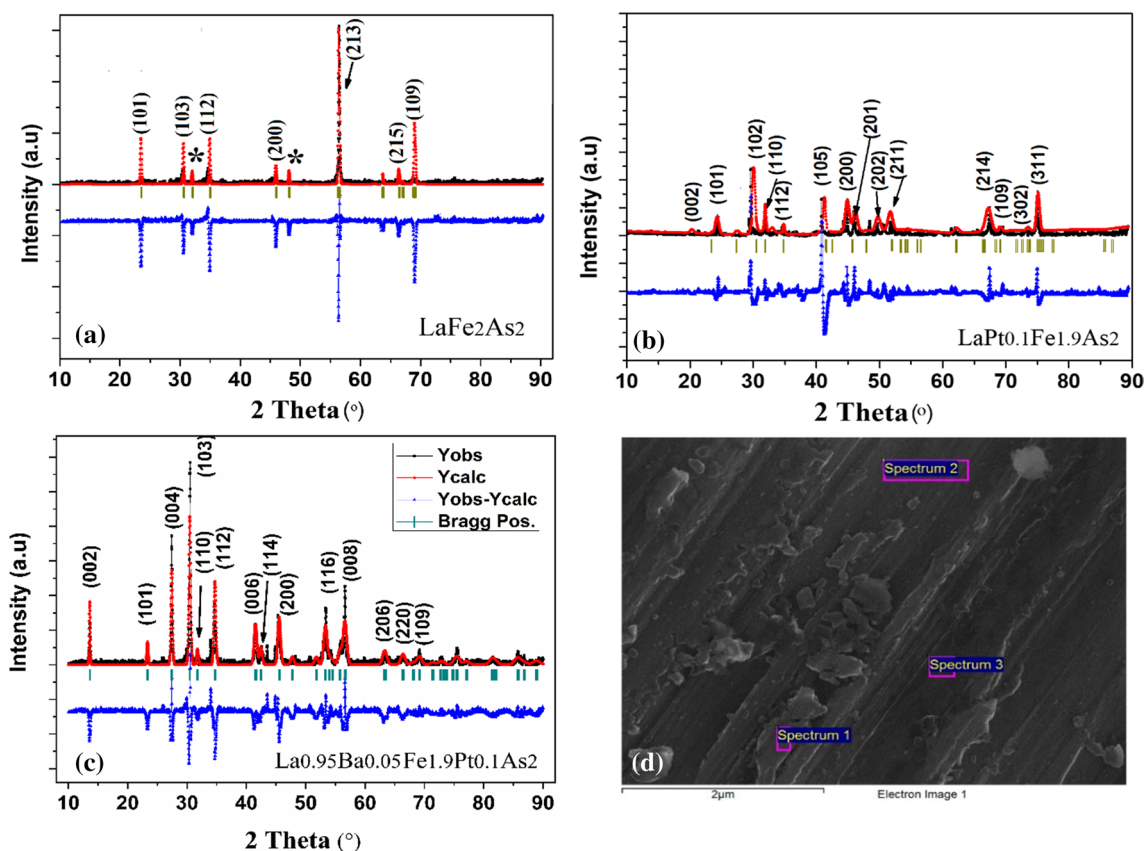 Intensity (a.u)
(101)
(103)
*
(112)
(200)
*
(213)
(215)
(109)
(a)
LaFe2As2
10 20 30 40 50 60 70 80 90
2 Theta (o)
Intensity (a.u)
(002)
(101)
(102)
(110)
(112)
(105)
(200)
(201)
(202)
(211)
(214)
(109)
(302)
(311)
(b)
LaPt0.1Fe1.9As2
10 20 30 40 50 60 70 80 90
2 Theta (o)
Intensity (a.u)
(002)
(101)
(004)
(103)
(110)
(112)
(006)
(114)
(200)
(116)
(008)
(206)
(220)
(109)
Yobs
Ycalc
Yobs-Ycalc
Bragg Pos.
(c)
La0.95Ba0.05Fe1.9Pt0.1As2
10 20 30 40 50 60 70 80 90
2 Theta (°)
Spectrum 2
Spectrum 3
Spectrum 1
(d)
2µm
Electron Image 1